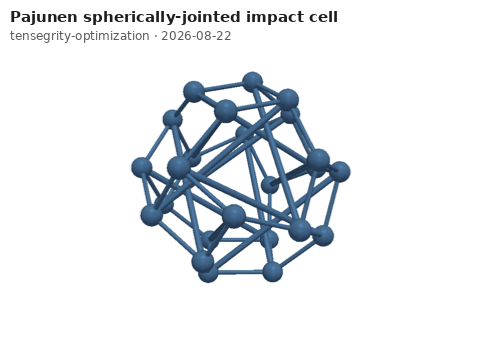 Pajunen spherically-jointed impact cell
tensegrity-optimization · 2026-08-22